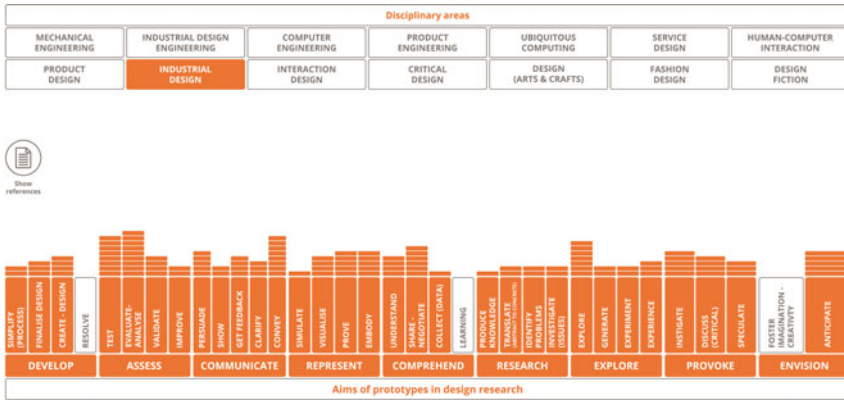 Disciplinary areas
MECHANICAL ENGINEERING
INDUSTRIAL DESIGN ENGINEERING
COMPUTER ENGINEERING
PRODUCT ENGINEERING
UBIQUITOUS COMPUTING
SERVICE DESIGN
HUMAN-COMPUTER INTERACTION
PRODUCT DESIGN
INDUSTRIAL DESIGN
INTERACTION DESIGN
CRITICAL DESIGN
DESIGN (ARTS & CRAFTS)
FASHION DESIGN
DESIGN FICTION
Show
references
SIMPLIFY (PROCESS)
FINALISE DESIGN
CREATE - DESIGN
RESOLVE
TEST
EVALUATE- ANALYSE
VALIDATE
IMPROVE
PERSUADE
SHOW
GET FEEDBACK
CLARIFY
CONVEY
SIMULATE
VISUALISE
PROVE
EMBODY
UNDERSTAND
SHARE - NEGOTIATE
COLLECT (DATA)
LEARNING
PRODUCE KNOWLEDGE
TRANSLATE (ABSTRACT TO CONCRETE)
IDENTIFY PROBLEMS
INVESTIGATE (ISSUES)
EXPLORE
GENERATE
EXPERIMENT
EXPERIENCE
INSTIGATE
DISCUSS (CRITICAL)
SPECULATE
FOSTER IMAGINATION - CREATIVITY
ANTICIPATE
DEVELOP
ASSESS
COMMUNICATE
REPRESENT
COMPREHEND
RESEARCH
EXPLORE
PROVOKE
ENVISION
Aims of prototypes in design research